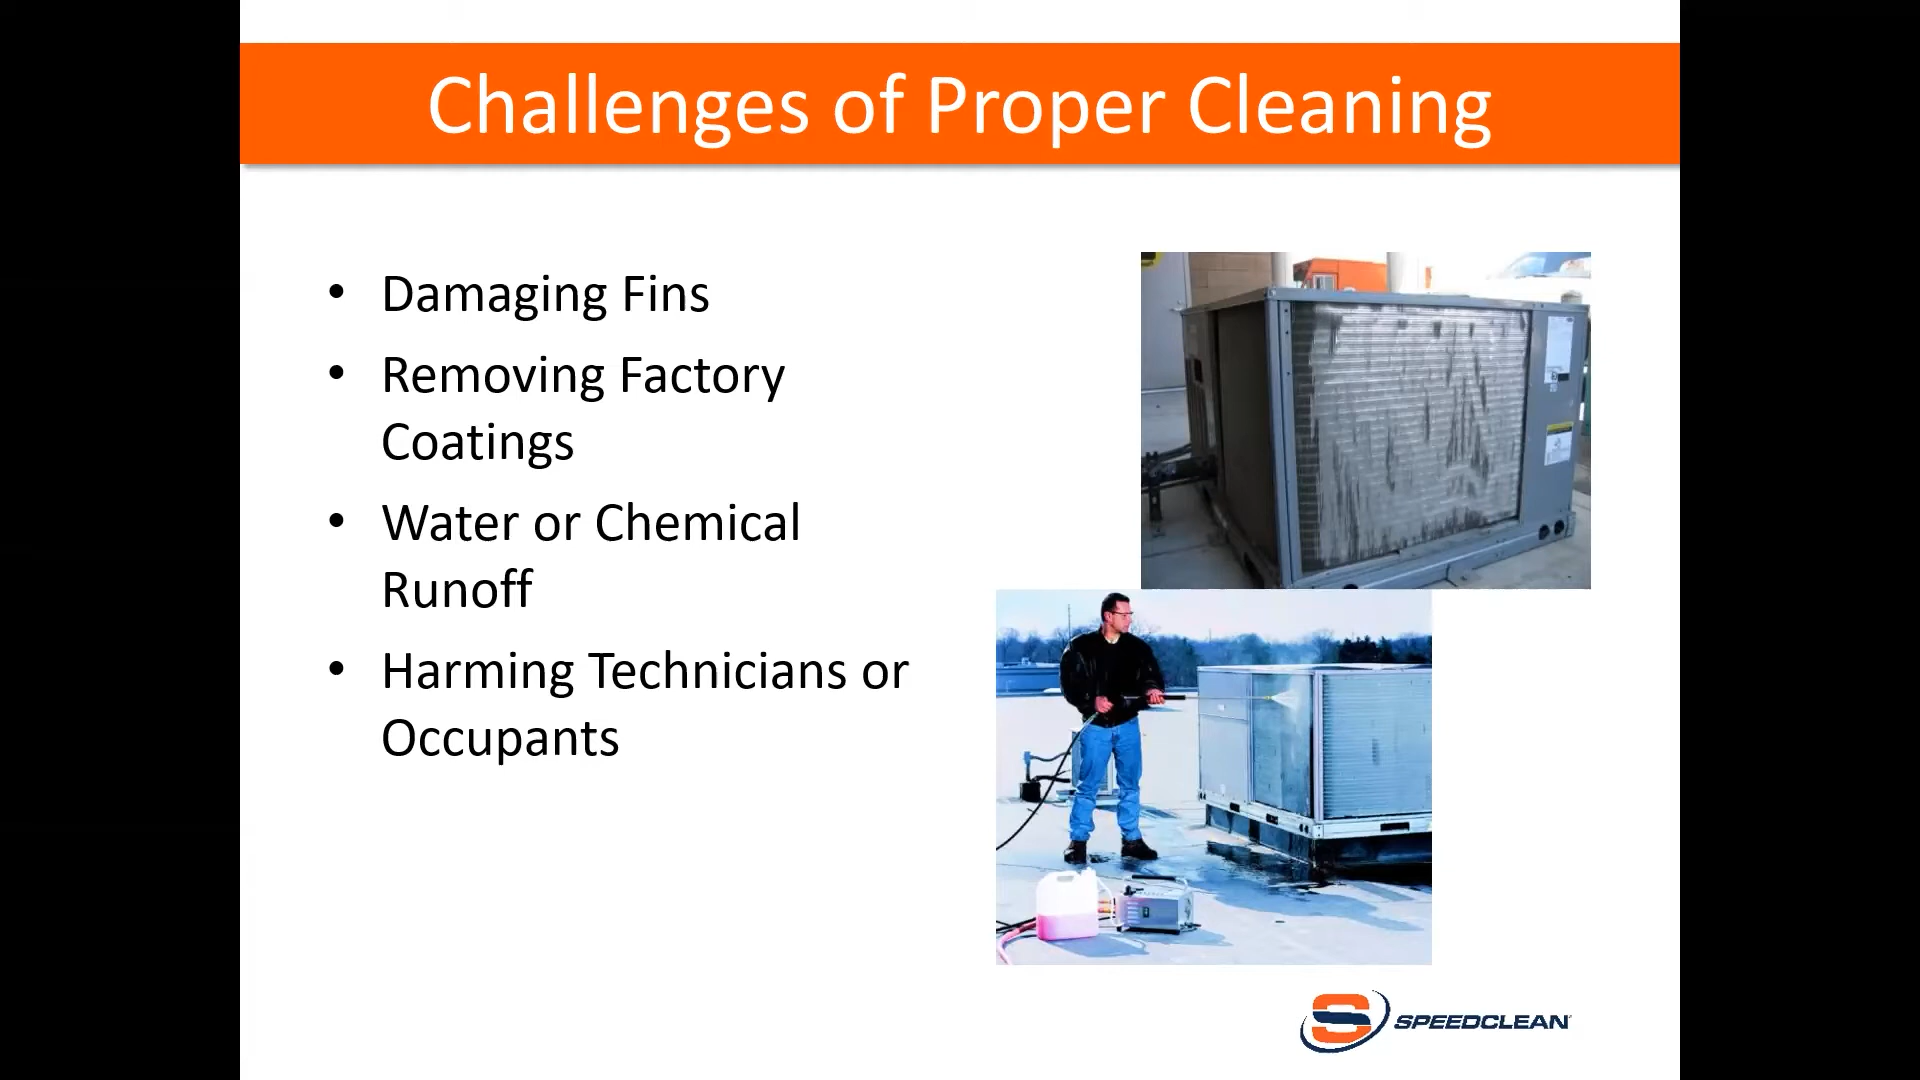 Challenges of Proper Cleaning
• Damaging Fins
• Removing Factory
Coatings
• Water or Chemical
Runoff
• Harming Technicians or
Occupants
SPEEDCLEAN